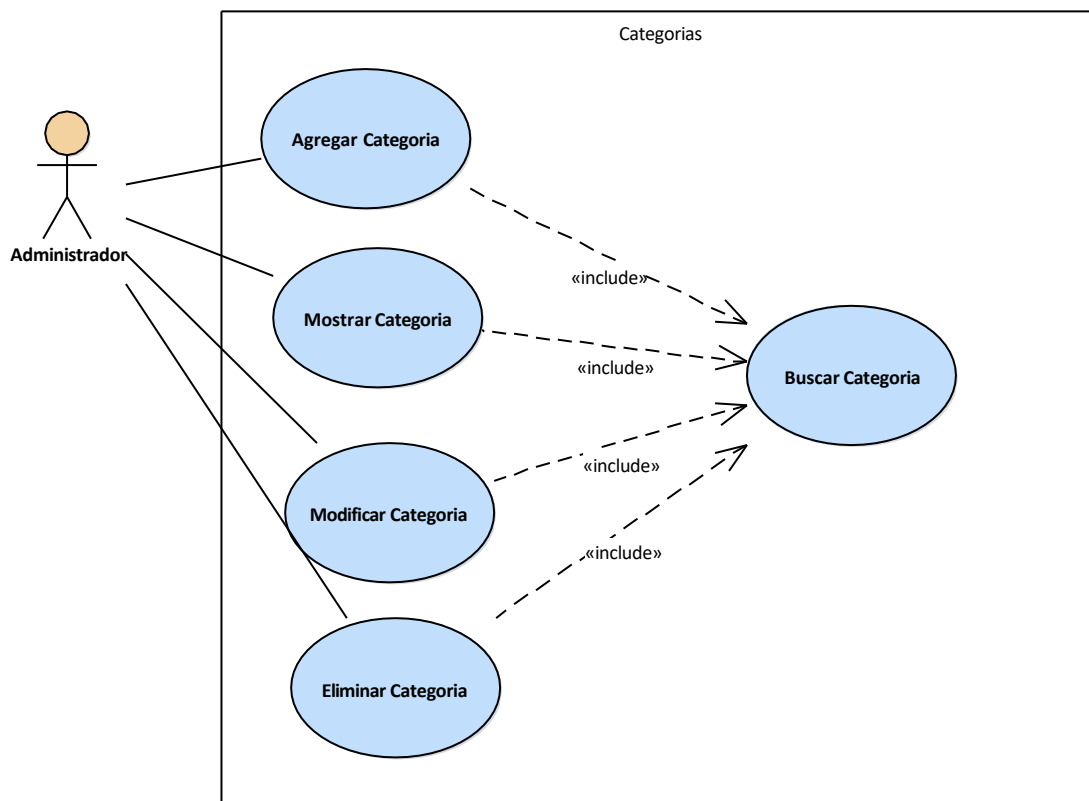 Categorias
Agregar Categoria
Administrador
«include»
Mostrar Categoria
«include»
Buscar Categoria
«include»
Modificar Categoria
«include»
Eliminar Categoria